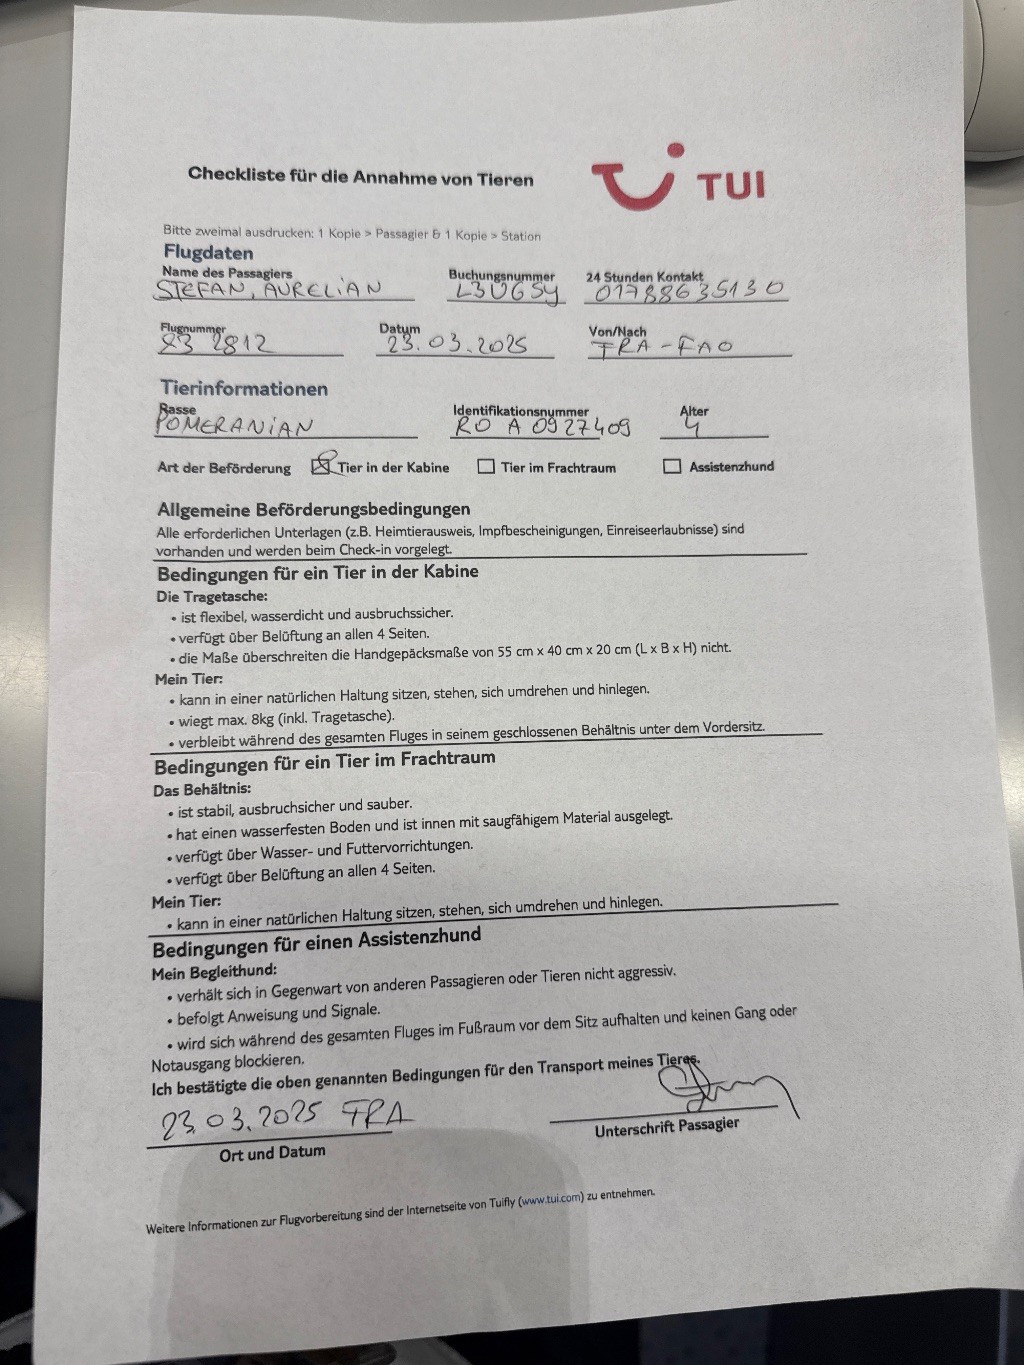 Checkliste für die Annahme von Tieren
TUI
Bitte zweimal ausdrucken: 1 Kopie > Passagier & 1 Kopie > Station
Flugdaten
Name des Passagiers Buchungsnummer 24 Stunden Kontakt
STEFAN, AURELIAN L3UGSY 01788635130
Flugnummer Datum Von/Nach
2812 23.03.2025 FRA - FAO
Tierinformationen
Rasse Identifikationsnummer Alter
POMERANIAN RO A 0927409 4
Art der Beförderung Tier in der Kabine Tier im Frachtraum Assistenzhund
Allgemeine Beförderungsbedingungen
Alle erforderlichen Unterlagen (z.B. Heimtierausweis, Impfbescheinigungen, Einreiseerlaubnisse) sind
vorhanden und werden beim Check-in vorgelegt.
Bedingungen für ein Tier in der Kabine
Die Tragetasche:
• ist flexibel, wasserdicht und ausbruchssicher.
• verfügt über Belüftung an allen 4 Seiten.
• die Maße überschreiten die Handgepäcksmaße von 55 cm x 40 cm x 20 cm (L x B x H) nicht.
Mein Tier:
• kann in einer natürlichen Haltung sitzen, stehen, sich umdrehen und hinlegen.
• wiegt max. 8kg (inkl. Tragetasche).
• verbleibt während des gesamten Fluges in seinem geschlossenen Behältnis unter dem Vordersitz.
Bedingungen für ein Tier im Frachtraum
Das Behältnis:
• ist stabil, ausbruchsicher und sauber.
• hat einen wasserfesten Boden und ist innen mit saugfähigem Material ausgelegt.
• verfügt über Wasser- und Futtervorrichtungen.
• verfügt über Belüftung an allen 4 Seiten.
Mein Tier:
• kann in einer natürlichen Haltung sitzen, stehen, sich umdrehen und hinlegen.
Bedingungen für einen Assistenzhund
Mein Begleithund:
• verhält sich in Gegenwart von anderen Passagieren oder Tieren nicht aggressiv.
• befolgt Anweisung und Signale.
• wird sich während des gesamten Fluges im Fußraum vor dem Sitz aufhalten und keinen Gang oder
Notausgang blockieren.
Ich bestätigte die oben genannten Bedingungen für den Transport meines Tieres.
23.03.2025 FRA
Ort und Datum Unterschrift Passagier
Weitere Informationen zur Flugvorbereitung sind der Internetseite von Tuifly (www.tui.com) zu entnehmen.